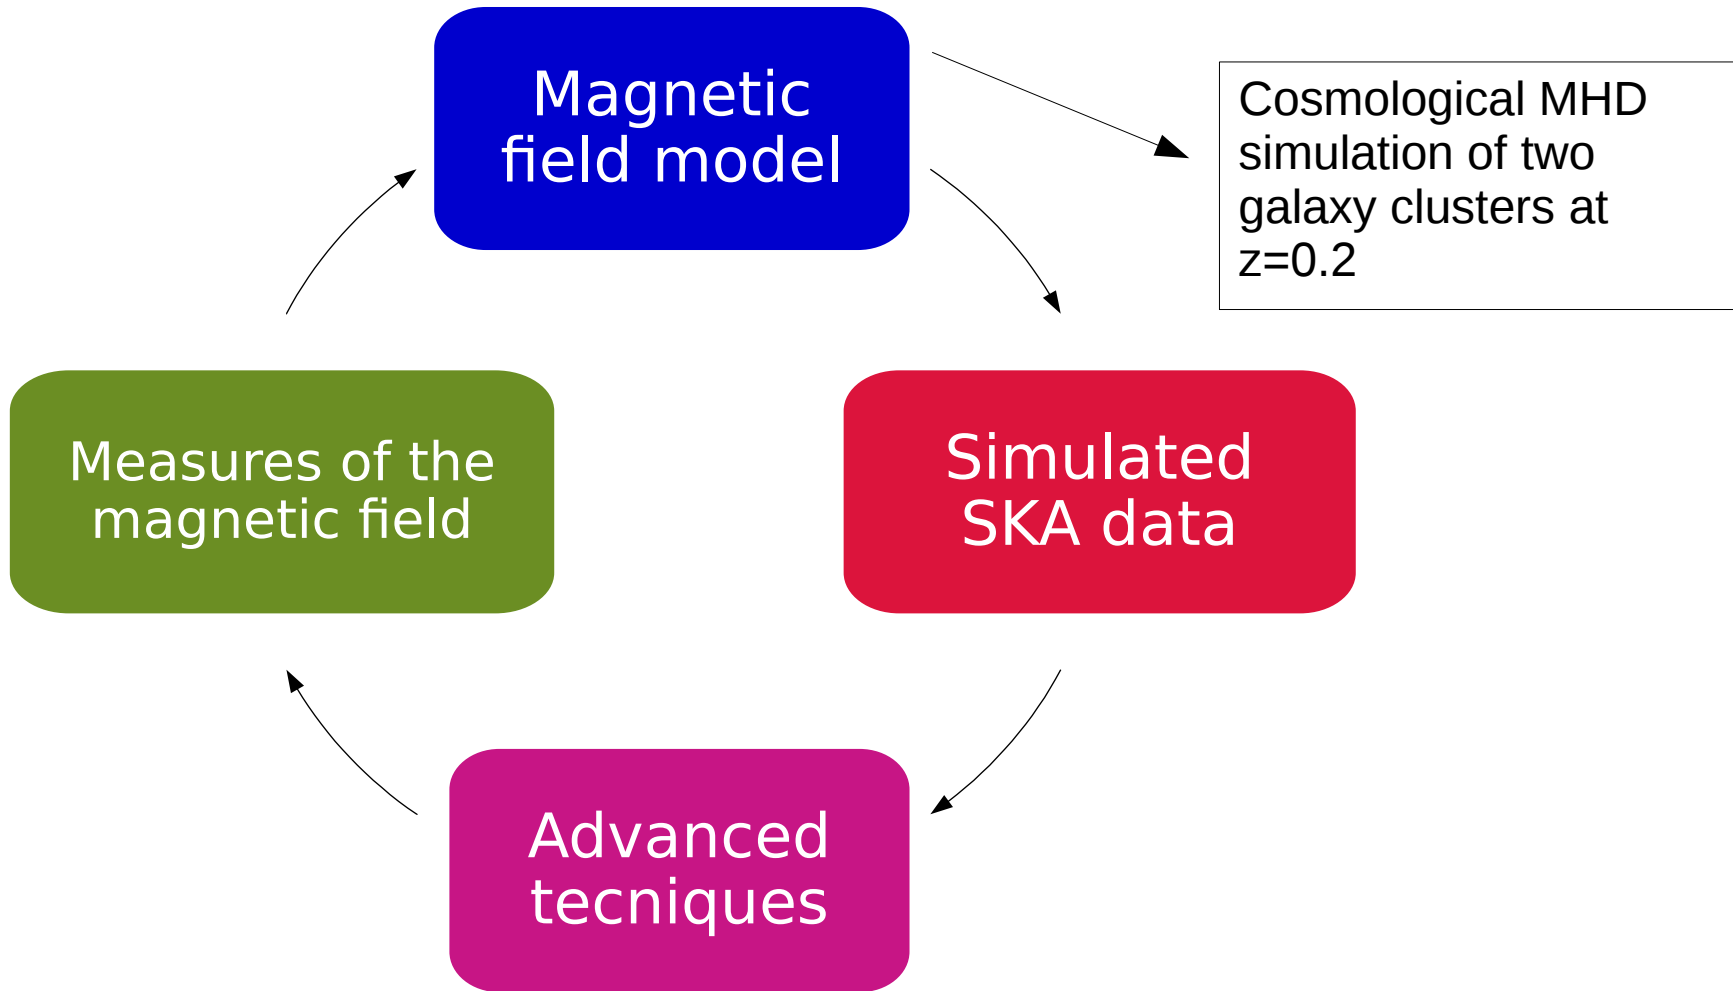 Magnetic
field model
Cosmological MHD
simulation of two
galaxy clusters at
z=0.2
Simulated
SKA data
Advanced
tecniques
Measures of the
magnetic field